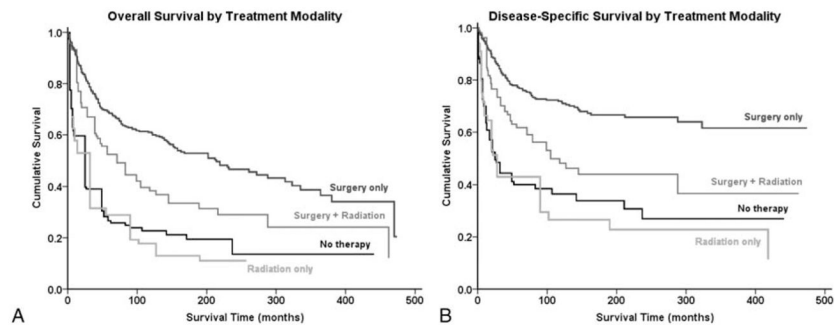 Overall Survival by Treatment Modality
Cumulative Survival
1.0
0.8
0.6
0.4
0.2
0.0
Surgery only
Surgery + Radiation
No therapy
Radiation only
0 100 200 300 400 500
Survival Time (months)
A
Disease-Specific Survival by Treatment Modality
Cumulative Survival
1.0
0.8
0.6
0.4
0.2
0.0
Surgery only
Surgery + Radiation
No therapy
Radiation only
0 100 200 300 400 500
Survival Time (months)
B